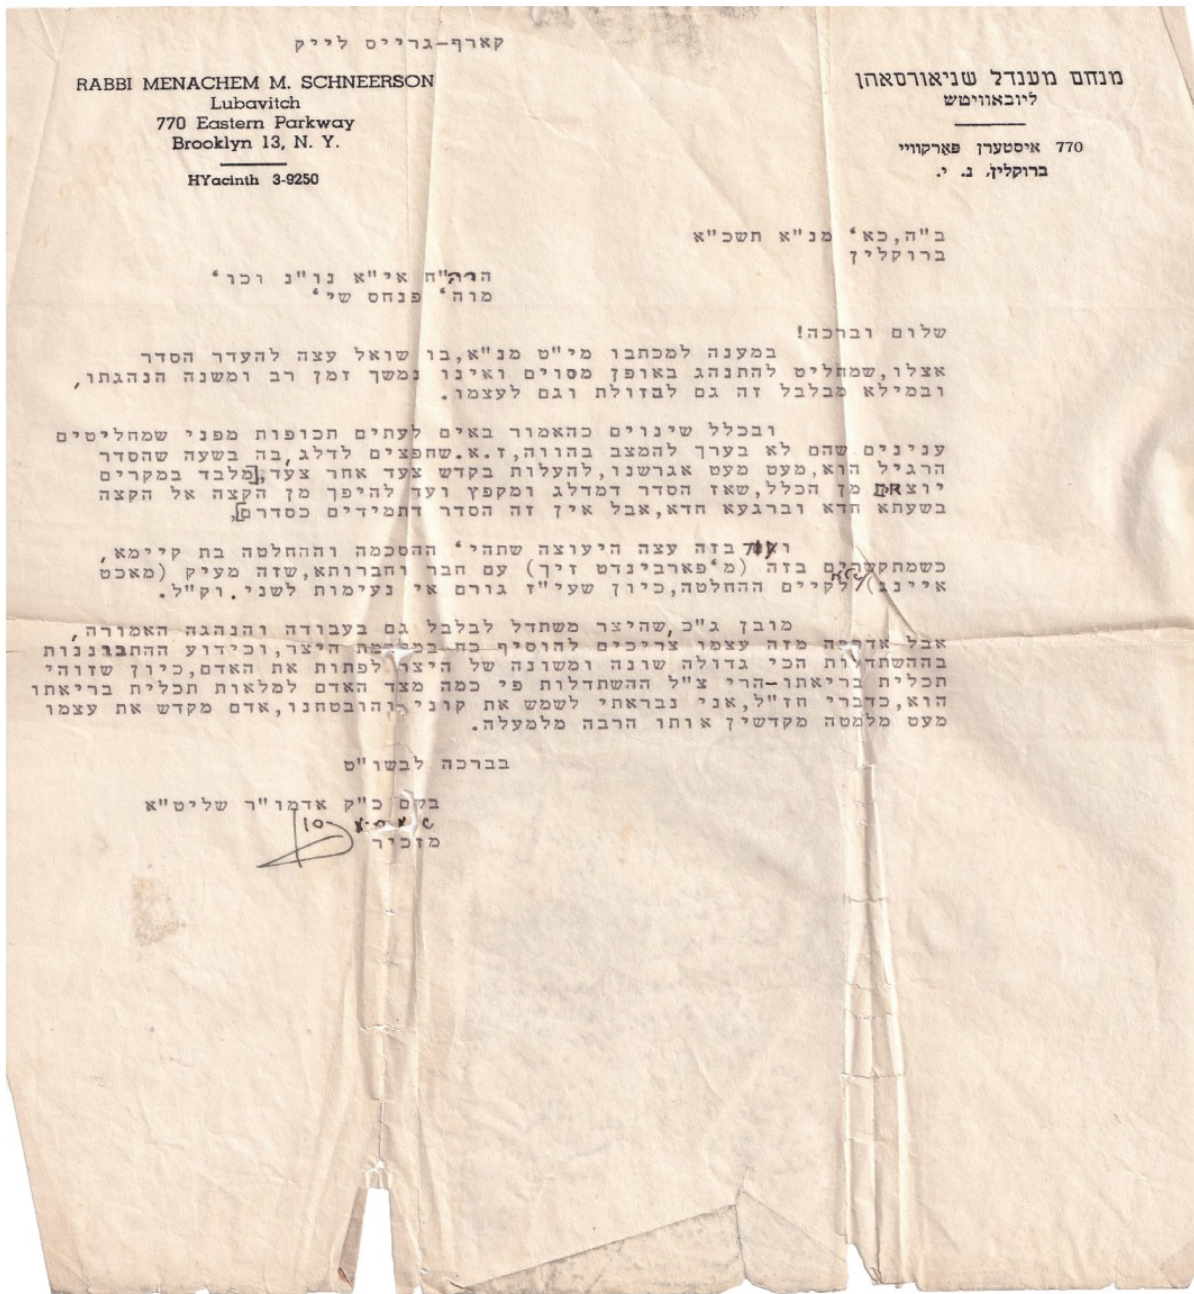 קארף-גרייס לייק
RABBI MENACHEM M. SCHNEERSON
Lubavitch
770 Eastern Parkway
Brooklyn 13, N. Y.
HYacinth 3-9250
מנחם מענדל שניאורסאהן
ליובאוויטש
770 איסטערן פארקוויי
ברוקלין, נ. י.
ב"ה, כא' מנ"א תשכ"א
ברוקלין
הרה"ח אי"א נו"נ וכו'
מוה' פנחס שי'
שלום וברכה!
במענה למכתבו מי"ט מנ"א, בו שואל עצה להעדר הסדר
אצלו, שמחליט להתנהג באופן מסוים ואינו נמשך זמן רב ומשנה הנהגתו,
ובמילא מבלבל זה גם להזולת וגם לעצמו.
ובכלל שינוים כהאמור באים לעתים תכופות מפני שמחליטים
ענינים שהם לא בערך להמצב בהווה, ז.א. שחפצים לדלג, בה בשעה שהסדר
הרגיל הוא, מעט מעט אגרשנו, להעלות בקדש צעד אחר צעד, [מלבד במקרים
יוצאים מן הכלל, שאז הסדר דמדלג ומקפץ ועד להיפך מן הקצה אל הקצה
בשעתא חדא וברגעא חדא, אבל אין זה הסדר דתמידים כסדרם],
בזה עצה היעוצה שתהי' ההסכמה וההחלטה בת קיימא,
כשמתקשרים בזה (מ'פארבינדט זיך) עם חבר וחברותא, שזה מעיק (מאכט
איינג) לקיים ההחלטה, כיון שעי"ז גורם אי נעימות לשני. וק"ל.
מובן ג"כ, שהיצר משתדל לבלבל גם בעבודה והנהגה האמורה,
אבל אדרבה מזה עצמו צריכים להוסיף כח במלחמת היצר, וכידוע ההתבוננות
בההשתדלות הכי גדולה שונה ומשונה של היצר לפתות את האדם, כיון שזוהי
תכלית בריאתו-הרי צ"ל ההשתדלות פי כמה מצד האדם למלאות תכלית בריאתו
הוא, כדברי חז"ל, אני נבראתי לשמש את קוני, והובטחנו, אדם מקדש את עצמו
מעט מלמטה מקדשין אותו הרבה מלמעלה.
בברכה לבשו"ט
בשם כ"ק אדמו"ר שליט"א
מזכיר